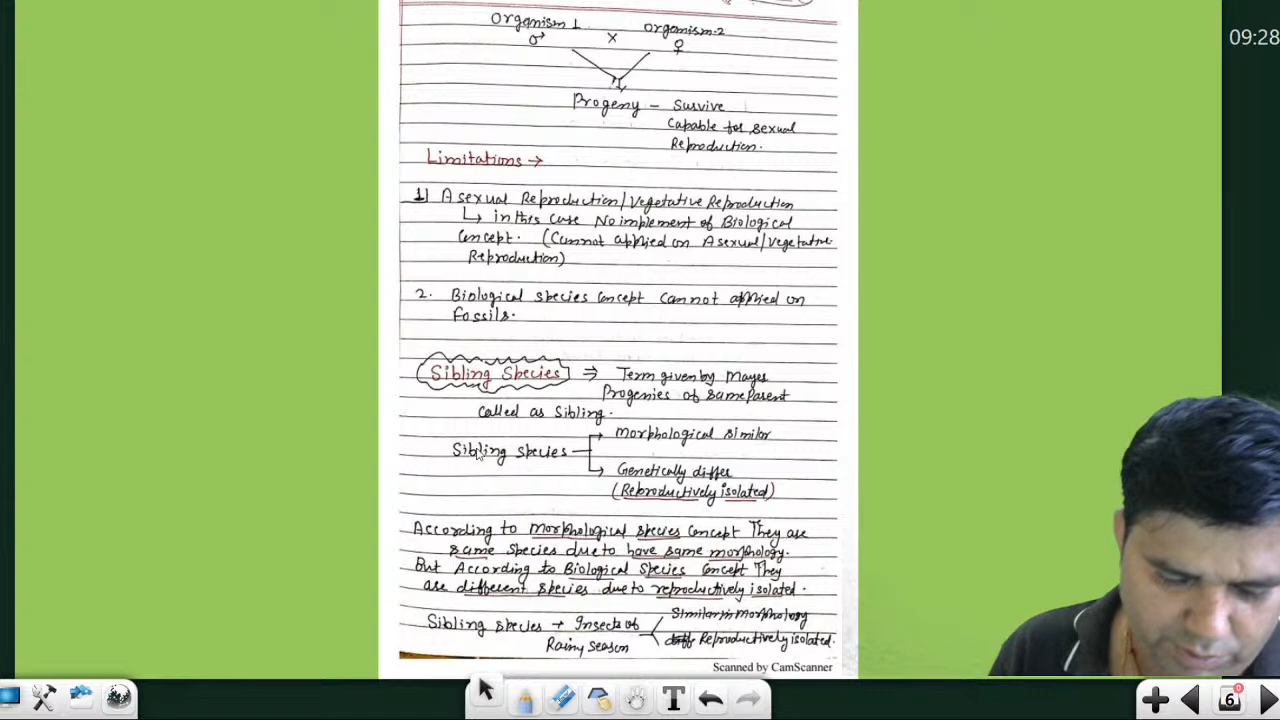 Organism 1 Organism-2
♂ × ♀
Progeny - Survive
Capable for sexual
Reproduction.
Limitations →
1) Asexual Reproduction/Vegetative Reproduction
↳ in this case No implement of Biological
Concept. (Cannot applied on Asexual/Vegetative
Reproduction)
2. Biological species Concept Cannot applied on
Fossils.
Sibling Species ⇒ Term given by Mayer
Progenies of same Parent
called as Sibling.
Morphological similar
Sibling species
Genetically differ
(Reproductively isolated)
According to morphological species concept They are
same species due to have same morphology.
But According to Biological species Concept They
are different species due to reproductively isolated.
Similar in morphology
Sibling species → Insects of
Reproductively isolated.
Rainy season
Scanned by CamScanner
09:28
T
6
0